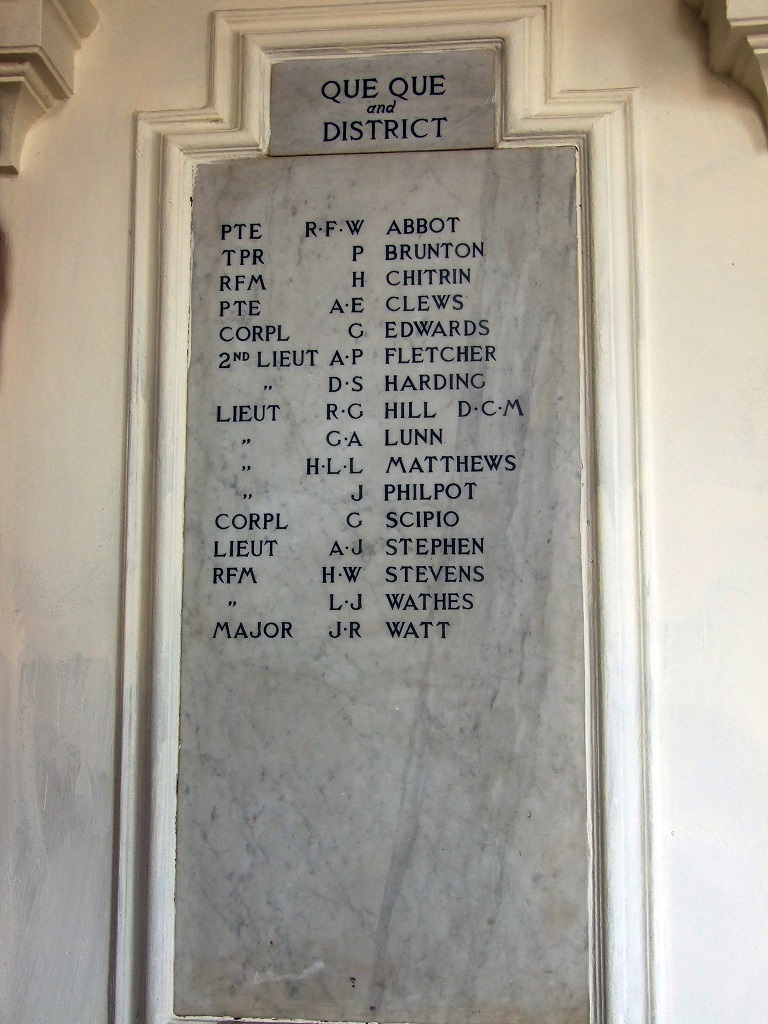 QUE QUE
and
DISTRICT
PTE R·F·W ABBOT
TPR P BRUNTON
RFM H CHITRIN
PTE A·E CLEWS
CORPL G EDWARDS
2ND LIEUT A·P FLETCHER
" D·S HARDING
LIEUT R·G HILL D·C·M
" G·A LUNN
" H·L·L MATTHEWS
" J PHILPOT
CORPL G SCIPIO
LIEUT A·J STEPHEN
RFM H·W STEVENS
" L·J WATHES
MAJOR J·R WATT